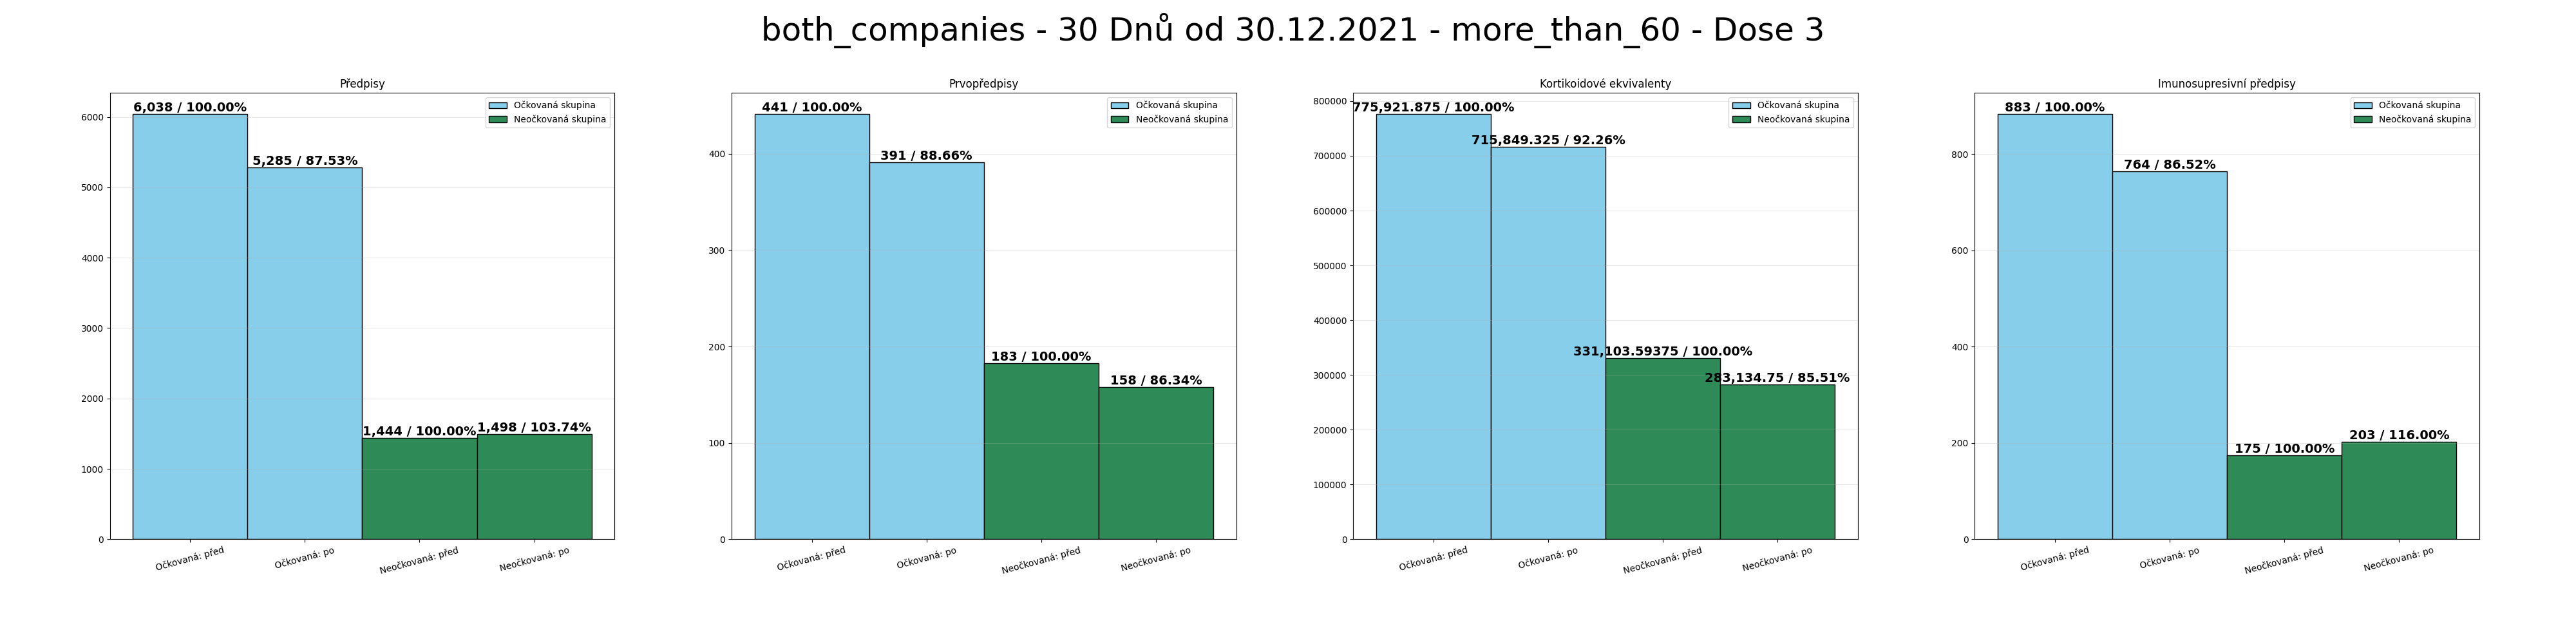 both_companies - 30 Dnů od 30.12.2021 - more_than_60 - Dose 3
Předpisy
6,038 / 100.00%
5,285 / 87.53%
1,444 / 100.00%
1,498 / 103.74%
Očkovaná skupina
Neočkovaná skupina
6000
5000
4000
3000
2000
1000
0
Očkovaná: před
Očkovaná: po
Neočkovaná: před
Neočkovaná: po
Prvopředpisy
441 / 100.00%
391 / 88.66%
183 / 100.00%
158 / 86.34%
Očkovaná skupina
Neočkovaná skupina
400
300
200
100
0
Očkovaná: před
Očkovaná: po
Neočkovaná: před
Neočkovaná: po
Kortikoidové ekvivalenty
775,921.875 / 100.00%
715,849.325 / 92.26%
331,103.59375 / 100.00%
283,134.75 / 85.51%
Očkovaná skupina
Neočkovaná skupina
800000
700000
600000
500000
400000
300000
200000
100000
0
Očkovaná: před
Očkovaná: po
Neočkovaná: před
Neočkovaná: po
Imunosupresivní předpisy
883 / 100.00%
764 / 86.52%
175 / 100.00%
203 / 116.00%
Očkovaná skupina
Neočkovaná skupina
800
600
400
200
0
Očkovaná: před
Očkovaná: po
Neočkovaná: před
Neočkovaná: po